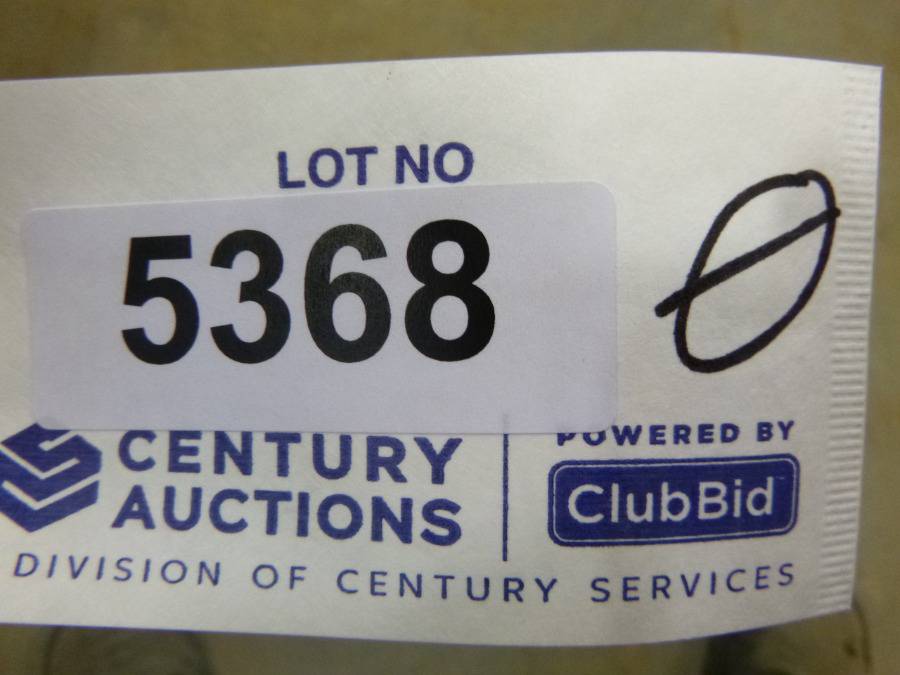 LOT NO
5368
Ø
CENTURY
AUCTIONS
POWERED BY
ClubBid
DIVISION OF CENTURY SERVICES